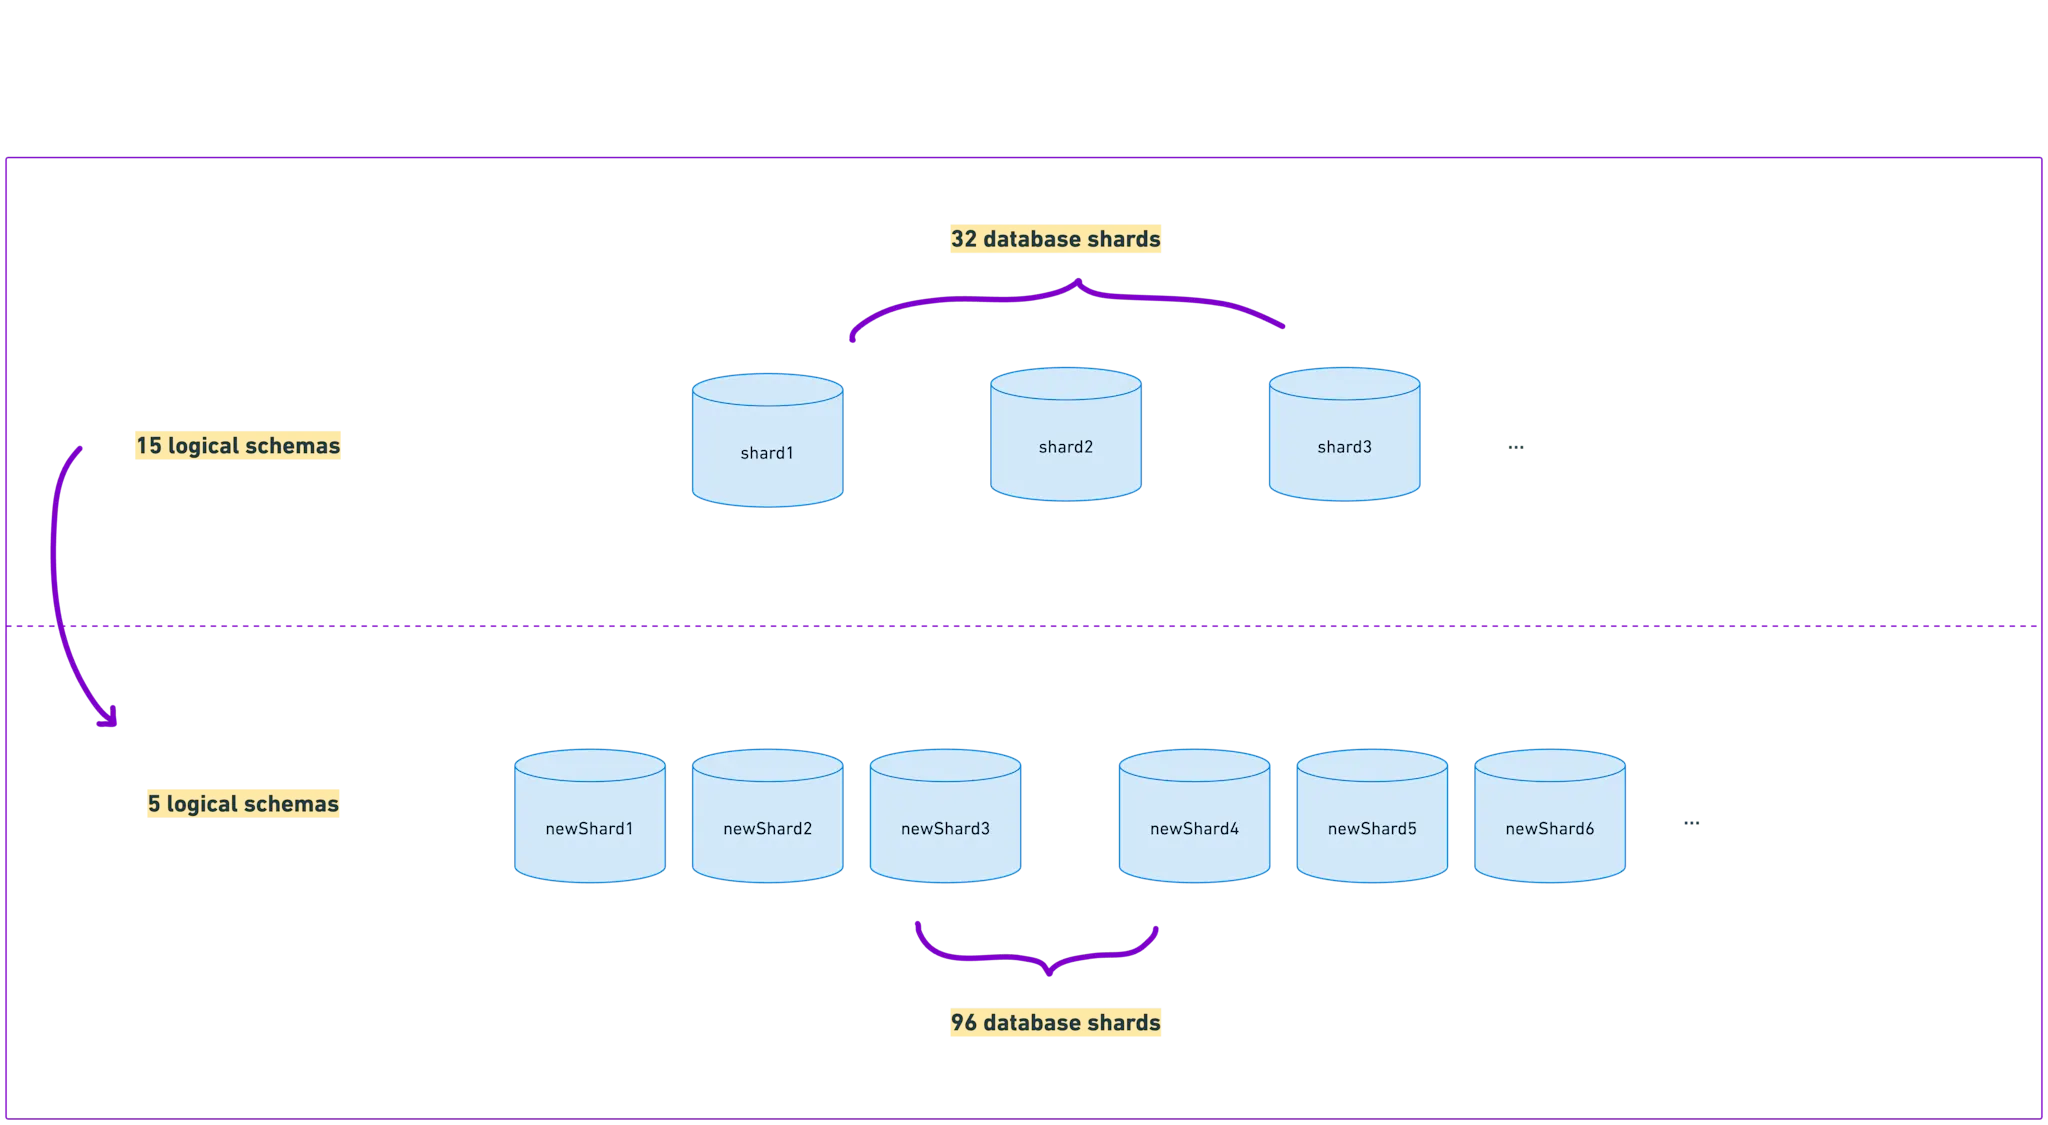 32 database shards
15 logical schemas
shard1
shard2
shard3
...
5 logical schemas
newShard1
newShard2
newShard3
newShard4
newShard5
newShard6
...
96 database shards